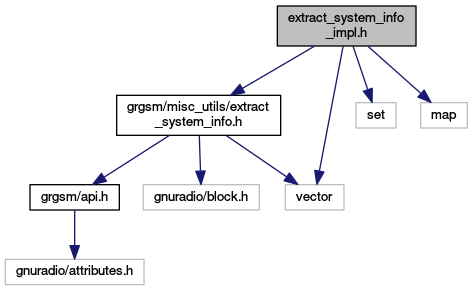 extract_system_info
_impl.h
grgsm/misc_utils/extract
_system_info.h
set
map
grgsm/api.h
gnuradio/block.h
vector
gnuradio/attributes.h